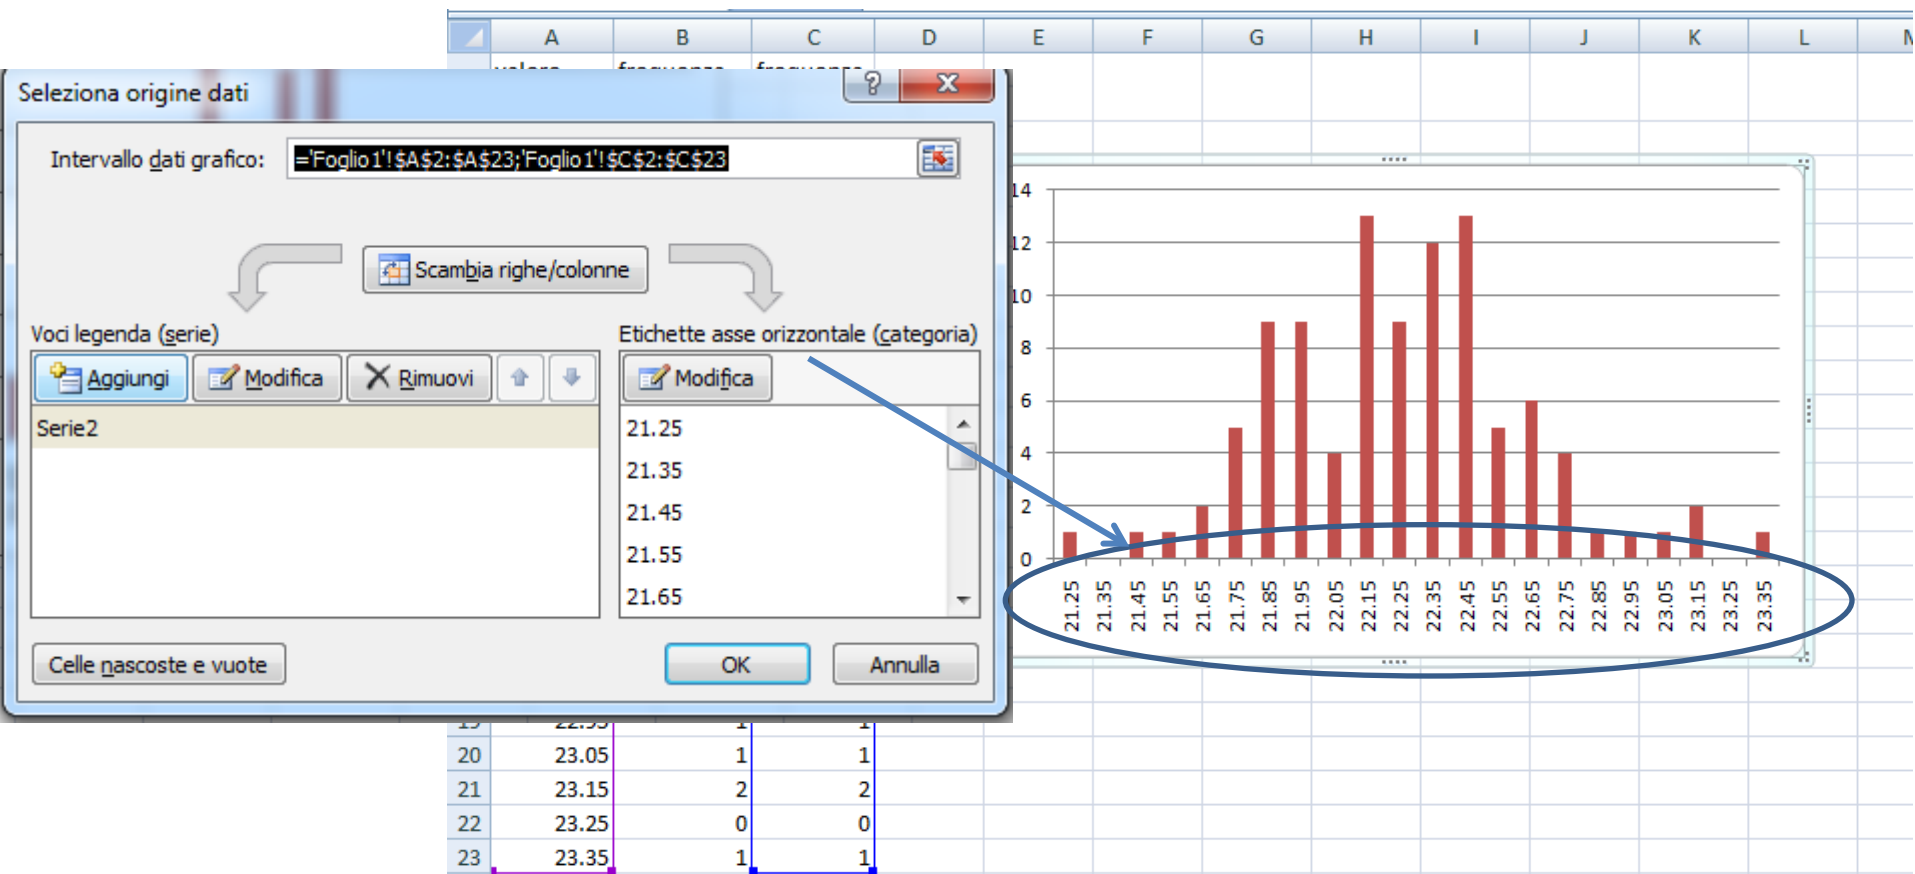 A B C D E F G H I J K L
Seleziona origine dati
Intervallo dati grafico: ='Foglio1'!$A$2:$A$23;'Foglio1'!$C$2:$C$23
Scambia righe/colonne
Voci legenda (serie)
Aggiungi Modifica Rimuovi
Serie2
Etichette asse orizzontale (categoria)
Modifica
21.25
21.35
21.45
21.55
21.65
Celle nascoste e vuote
OK Annulla
14
12
10
8
6
4
2
0
21.25 21.35 21.45 21.55 21.65 21.75 21.85 21.95 22.05 22.15 22.25 22.35 22.45 22.55 22.65 22.75 22.85 22.95 23.05 23.15 23.25 23.35
20 23.05 1 1
21 23.15 2 2
22 23.25 0 0
23 23.35 1 1